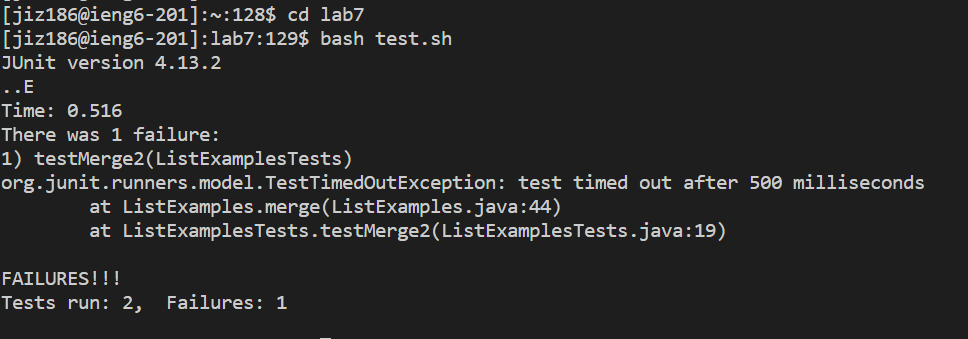 [jiz186@ieng6-201]:~:128$ cd lab7
[jiz186@ieng6-201]:lab7:129$ bash test.sh
JUnit version 4.13.2
..E
Time: 0.516
There was 1 failure:
1) testMerge2(ListExamplesTests)
org.junit.runners.model.TestTimedOutException: test timed out after 500 milliseconds
        at ListExamples.merge(ListExamples.java:44)
        at ListExamplesTests.testMerge2(ListExamplesTests.java:19)

FAILURES!!!
Tests run: 2,  Failures: 1